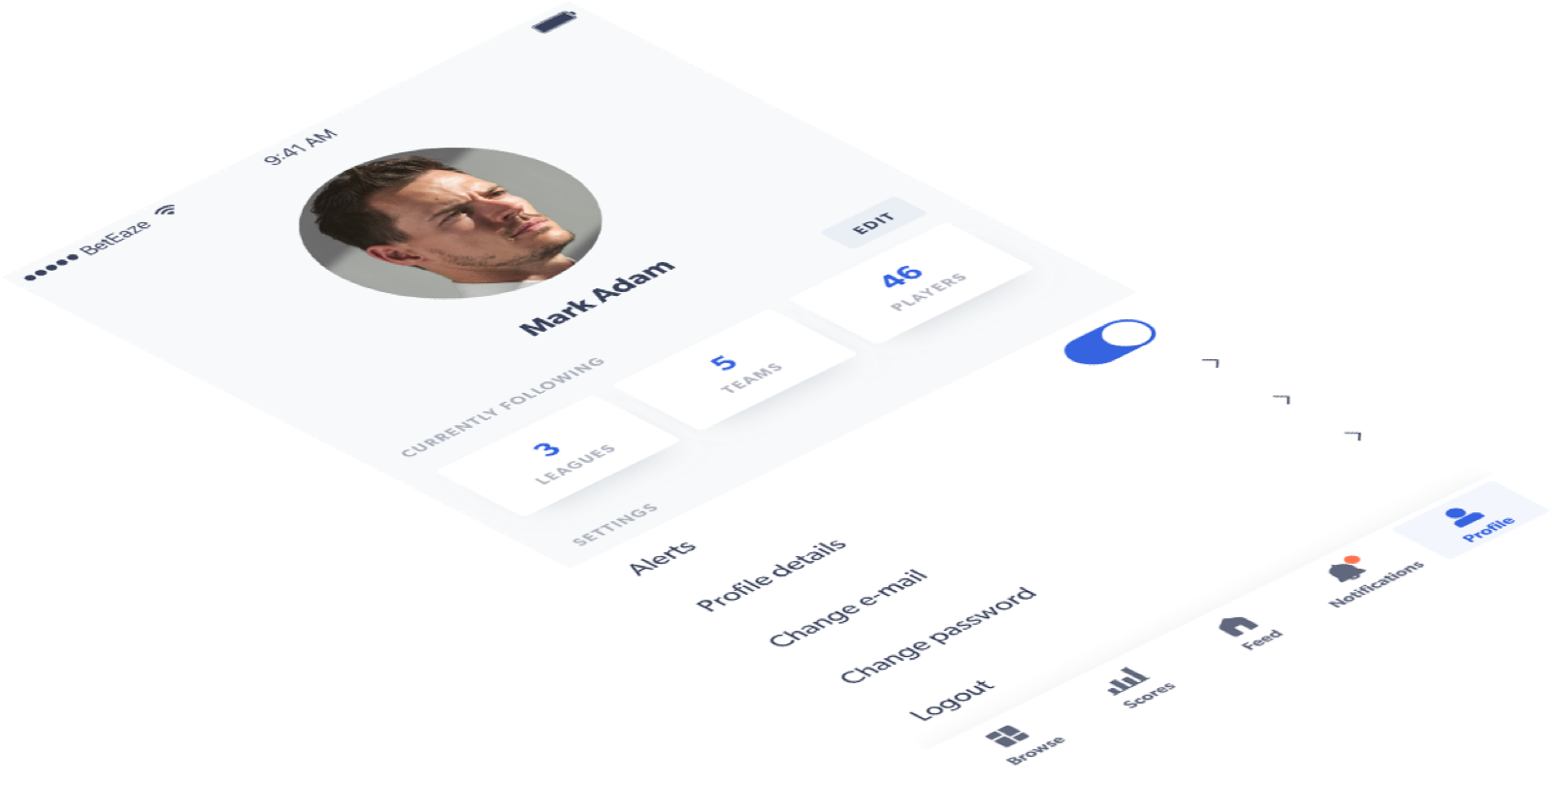 BetEaze 9:41 AM
Mark Adam
EDIT
CURRENTLY FOLLOWING
3 5 46
LEAGUES TEAMS PLAYERS
SETTINGS
Alerts
Profile details
Change e-mail
Change password
Logout
Browse Scores Feed Notifications Profile